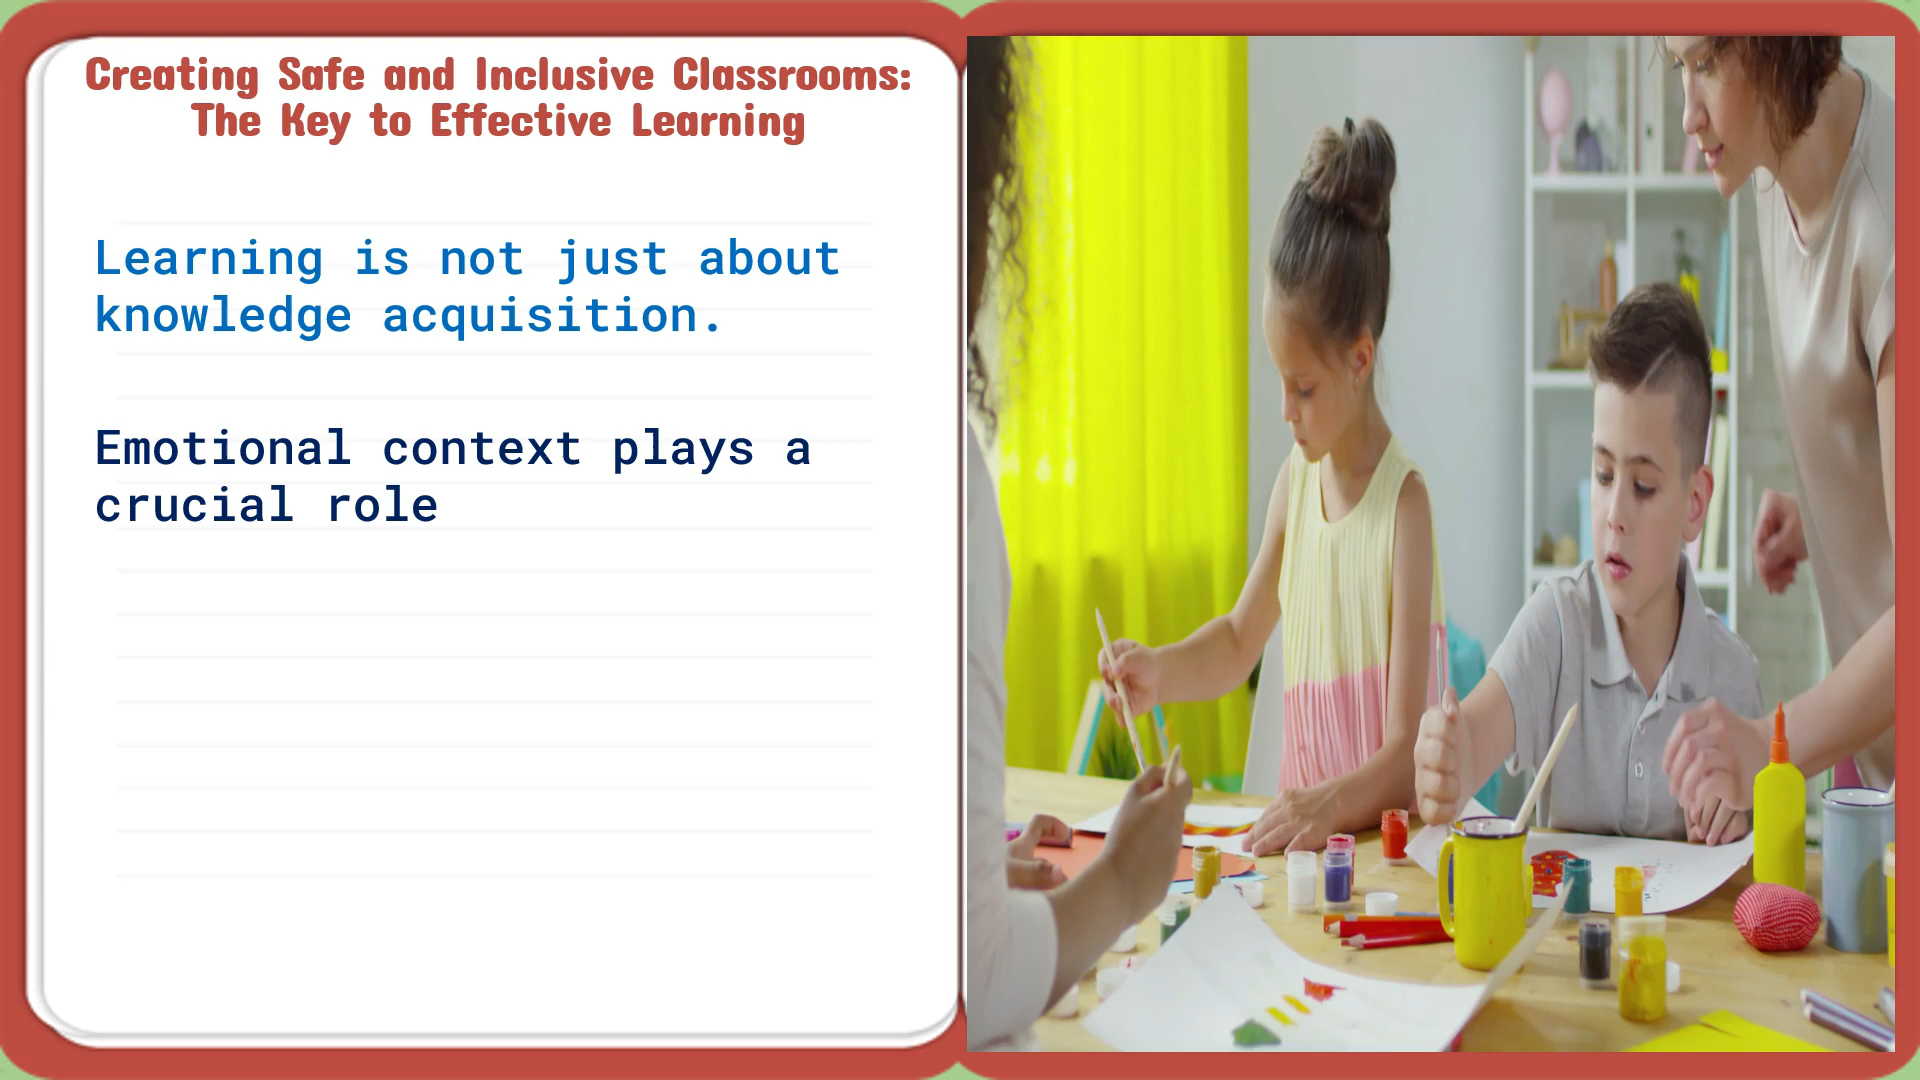 Creating Safe and Inclusive Classrooms:
The Key to Effective Learning
Learning is not just about
knowledge acquisition.
Emotional context plays a
crucial role